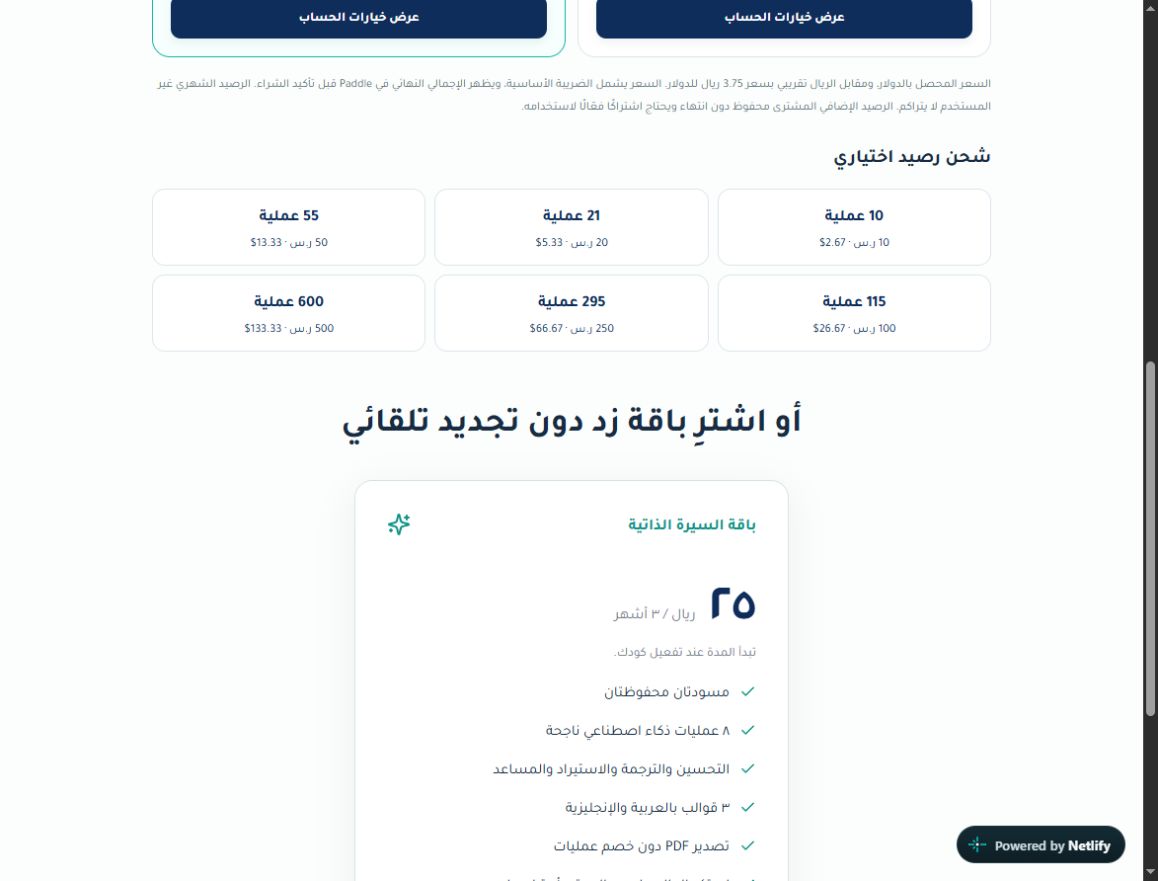 عرض خيارات الحساب
عرض خيارات الحساب
السعر المحصل بالدولار، ومقابل الريال تقريبي بسعر 3.75 ريال للدولار. السعر يشمل الضريبة الأساسية، ويظهر الإجمالي النهائي في Paddle قبل تأكيد الشراء. الرصيد الشهري غير
المستخدم لا يتراكم. الرصيد الإضافي المشترى محفوظ دون انتهاء ويحتاج اشتراكًا فعّالًا لاستخدامه.
شحن رصيد اختياري
10 عملية
10 ر.س · $2.67
21 عملية
20 ر.س · $5.33
55 عملية
50 ر.س · $13.33
115 عملية
100 ر.س · $26.67
295 عملية
250 ر.س · $66.67
600 عملية
500 ر.س · $133.33
أو اشترِ باقة زد دون تجديد تلقائي
باقة السيرة الذاتية
٢٥ ريال / ٣ أشهر
تبدأ المدة عند تفعيل كودك.
مسودتان محفوظتان
٨ عمليات ذكاء اصطناعي ناجحة
التحسين والترجمة والاستيراد والمساعد
٣ قوالب بالعربية والإنجليزية
تصدير PDF دون خصم عمليات
Powered by Netlify